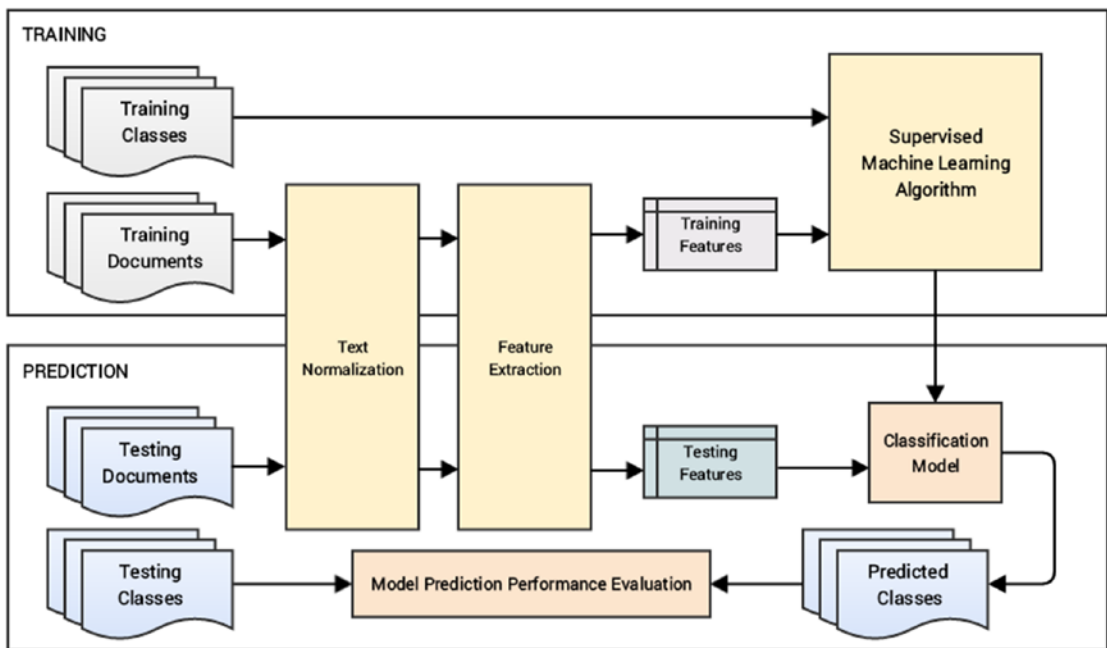 TRAINING
Training
Classes
Supervised
Machine Learning
Algorithm
Training
Documents
Training
Features
Text
Normalization
Feature
Extraction
PREDICTION
Testing
Documents
Testing
Features
Classification
Model
Testing
Classes
Model Prediction Performance Evaluation
Predicted
Classes